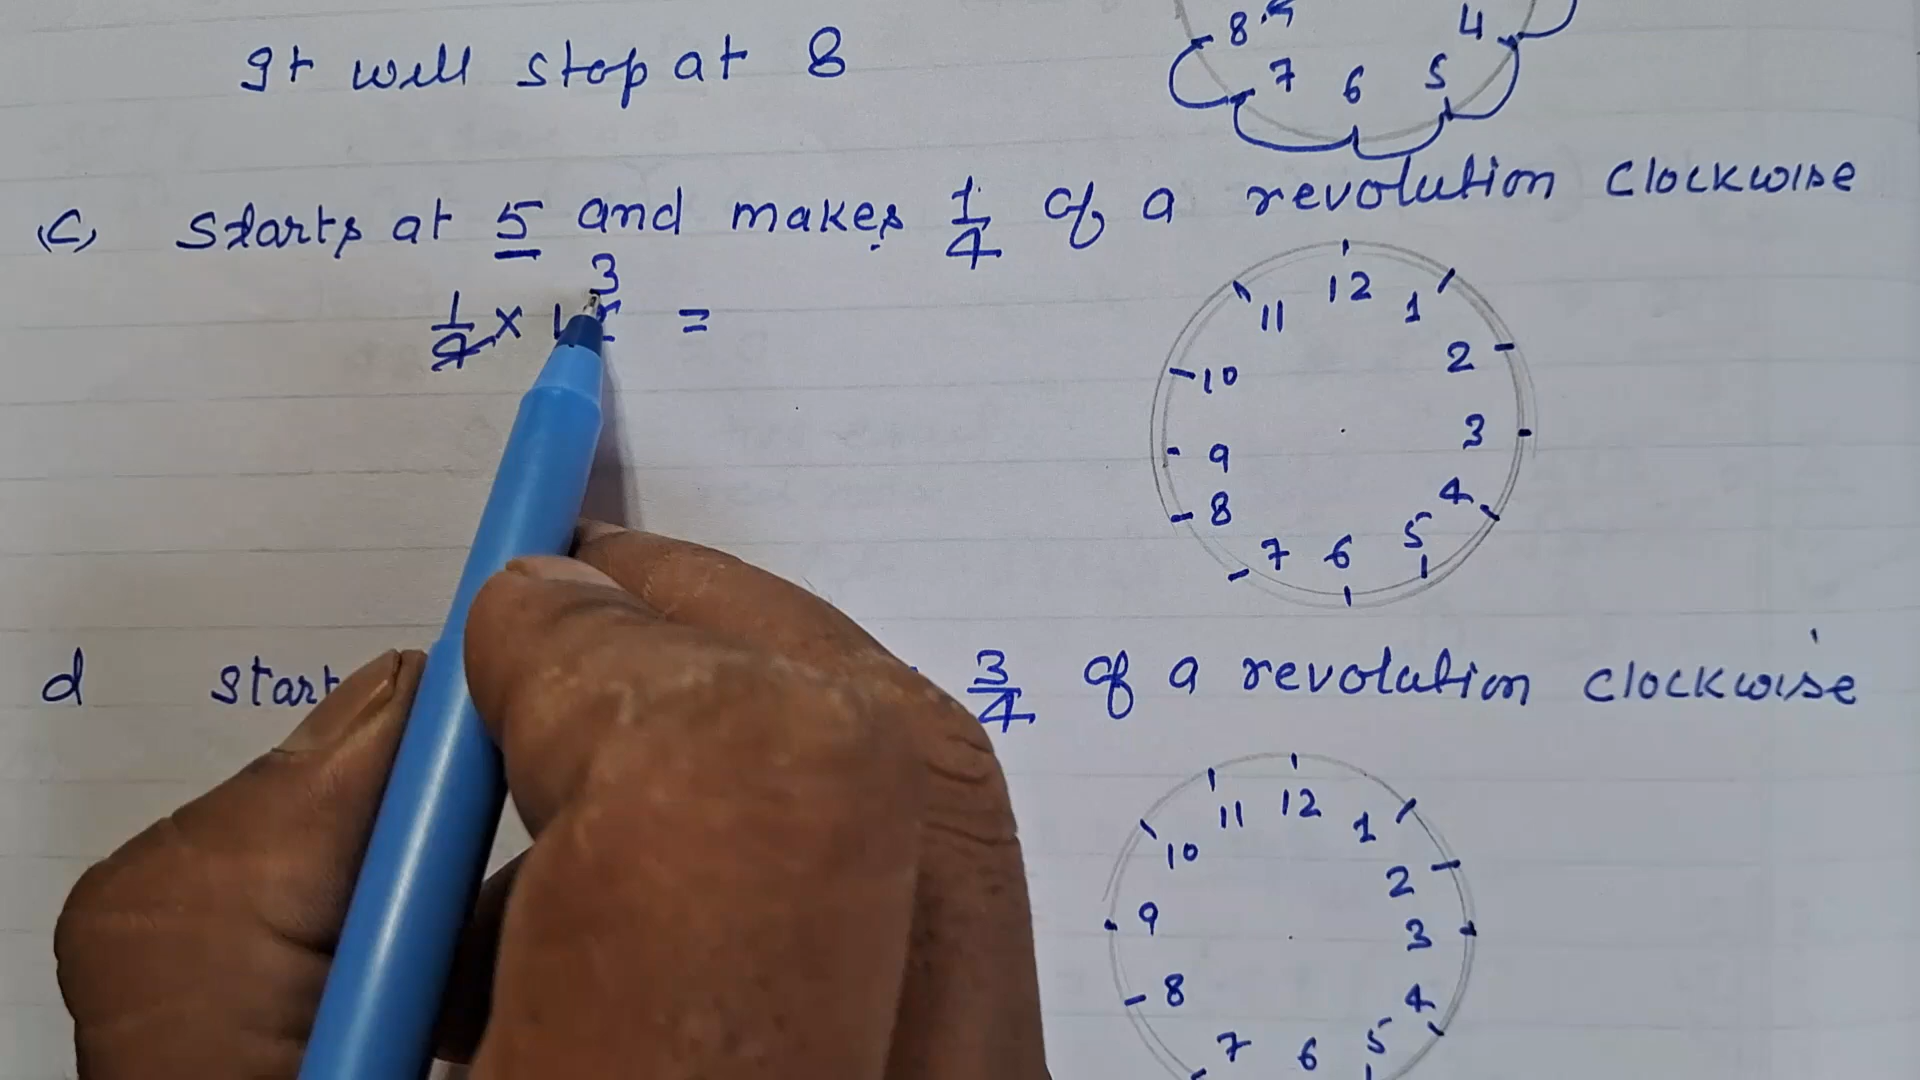 It will stop at 8
8 7 6 5 4
(c) Starts at 5 and makes 1/4 of a revolution clockwise
3
1/4 × 12 =
12 1 2 3 4 5 6 7 8 9 10 11
d start 3/4 of a revolution clockwise
12 1 2 3 4 5 6 7 8 9 10 11